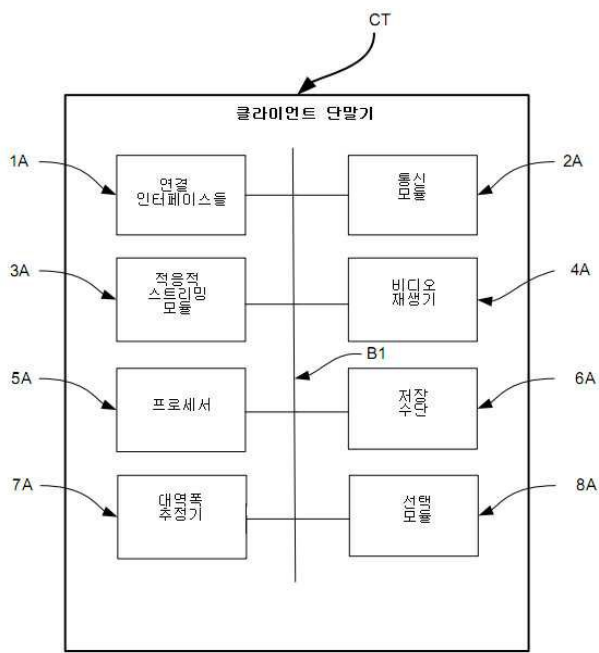 CT
클라이언트 단말기
1A
연결
인터페이스들
통신
모듈
2A
3A
적응적
스트리밍
모듈
비디오
재생기
4A
B1
5A
프로세서
저장
수단
6A
7A
대역폭
추정기
선택
모듈
8A